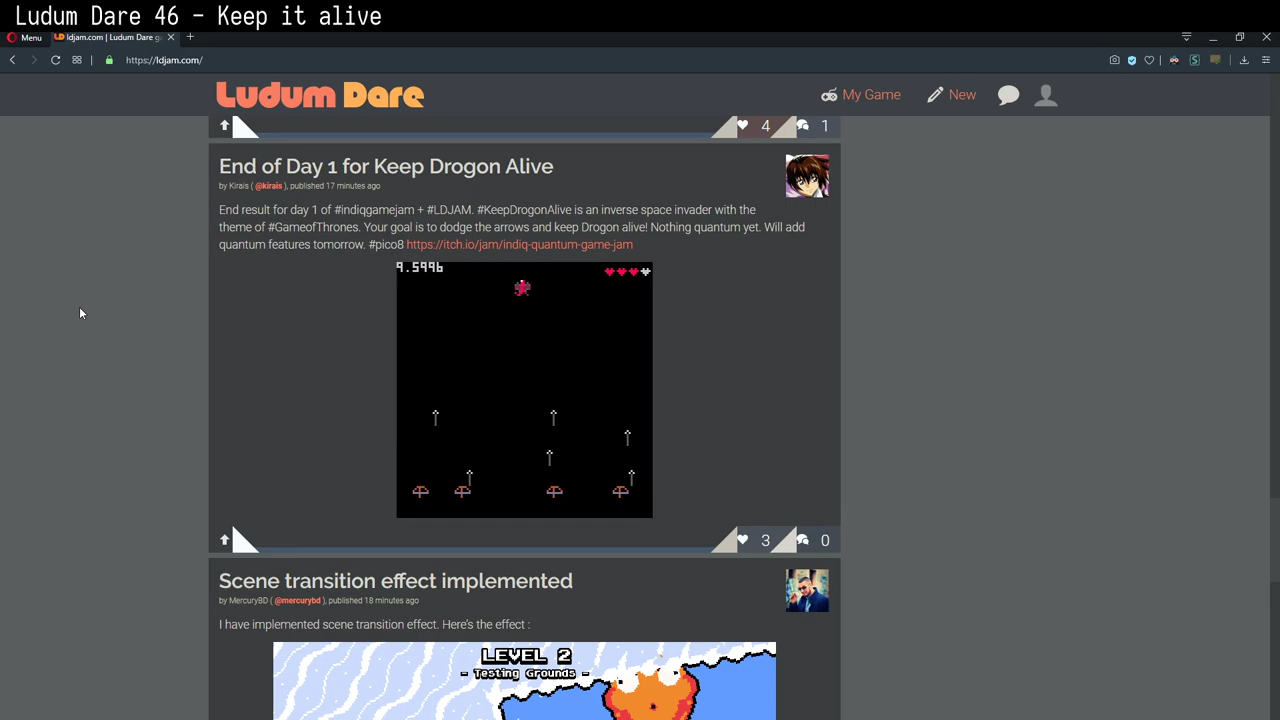 Ludum Dare 46 - Keep it alive
Menu
ldjam.com | Ludum Dare g
https://ldjam.com/
Ludum Dare
My Game
New
4
1
End of Day 1 for Keep Drogon Alive
by Kirais ( @kirais ), published 17 minutes ago
End result for day 1 of #indiqgamejam + #LDJAM. #KeepDrogonAlive is an inverse space invader with the
theme of #GameofThrones. Your goal is to dodge the arrows and keep Drogon alive! Nothing quantum yet. Will add
quantum features tomorrow. #pico8 https://itch.io/jam/indiq-quantum-game-jam
9.5996
3
0
Scene transition effect implemented
by MercuryBD ( @mercurybd ), published 18 minutes ago
I have implemented scene transition effect. Here's the effect :
LEVEL 2
- Testing Grounds -